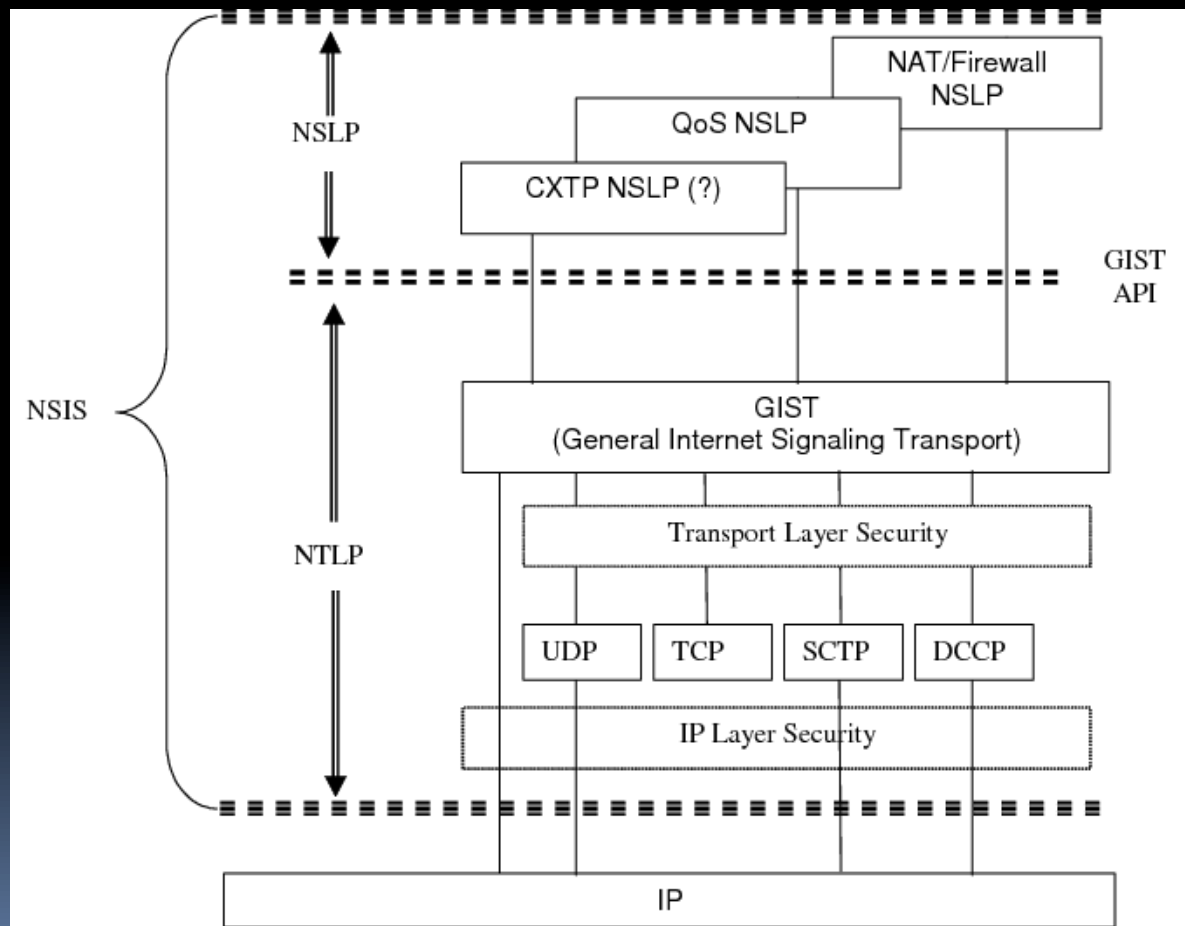 NAT/Firewall
NSLP
QoS NSLP
NSLP
CXTP NSLP (?)
GIST
API
NSIS
GIST
(General Internet Signaling Transport)
Transport Layer Security
NTLP
UDP
TCP
SCTP
DCCP
IP Layer Security
IP